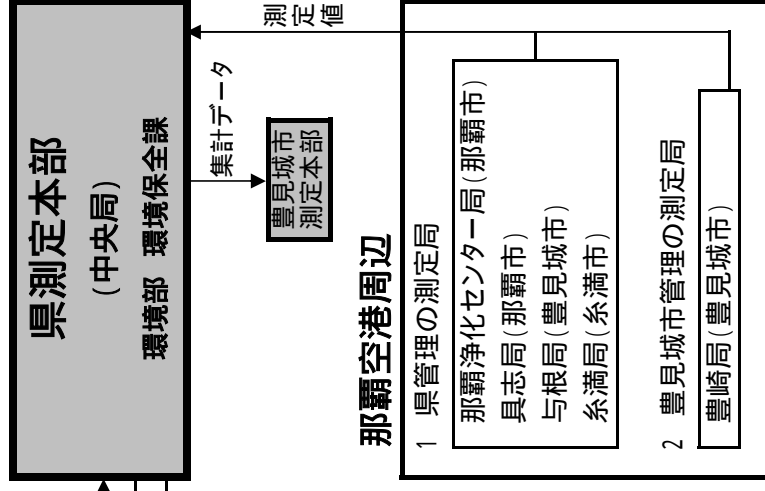 県測定本部
(中央局)
環境部 環境保全課
測定値
集計データ
豊見城市
測定本部
那覇空港周辺
1 県管理の測定局
那覇浄化センター局(那覇市)
具志局(那覇市)
与根局(豊見城市)
糸満局(糸満市)
2 豊見城市管理の測定局
豊崎局(豊見城市)